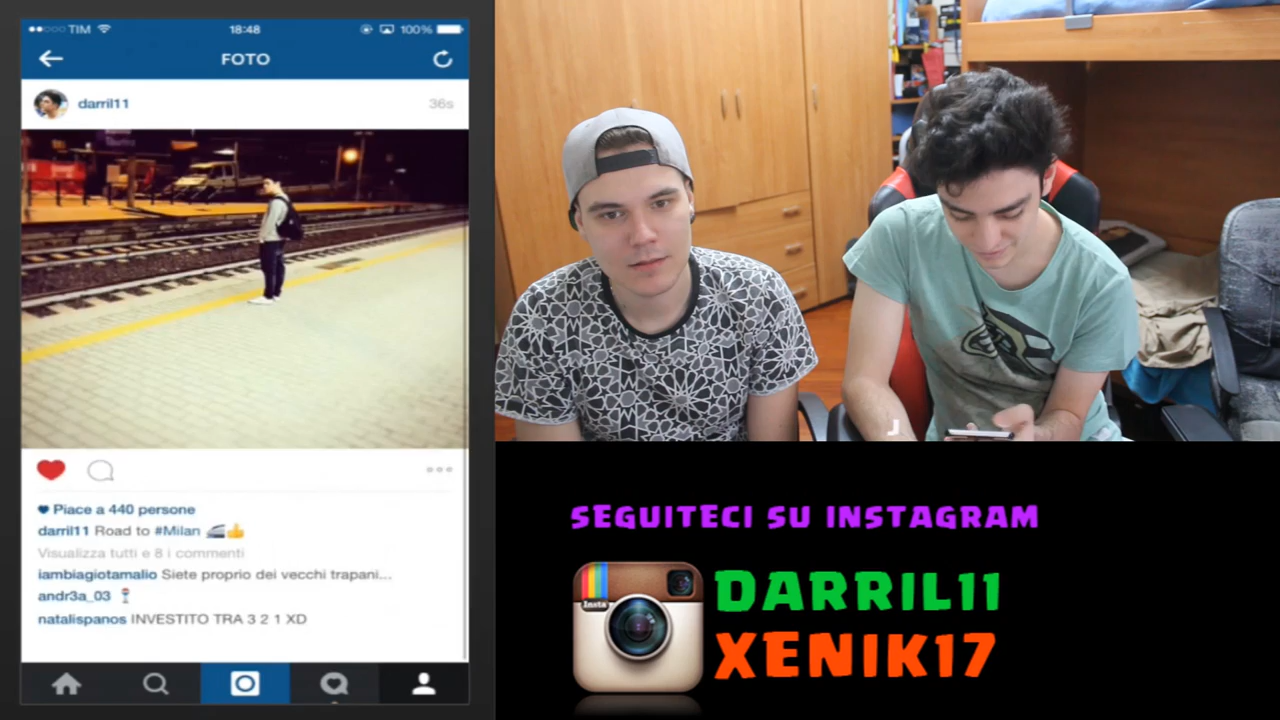 TIM 18:48 100%
FOTO
darril11 36s
Piace a 440 persone
darril11 Road to #Milan
Visualizza tutti e 8 i commenti
iambiagiotamalio Siete proprio dei vecchi trapani...
andr3a_03
natalispanos INVESTITO TRA 3 2 1 XD
SEGUITECI SU INSTAGRAM
Insta
DARRIL11
XENIK17